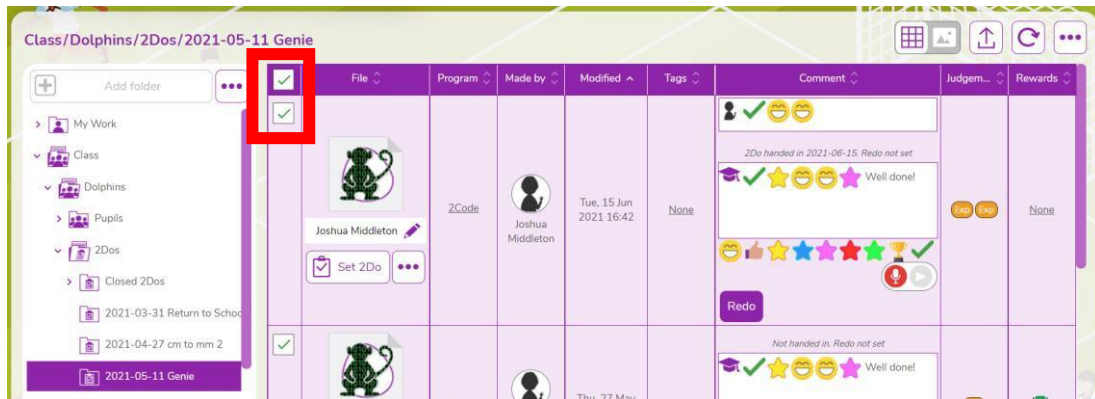 Class/Dolphins/2Dos/2021-05-11 Genie
Add folder
File
Program
Made by
Modified
Tags
Comment
Judgem...
Rewards
My Work
Class
Dolphins
Pupils
2Dos
Closed 2Dos
2021-03-31 Return to Schoo
2021-04-27 cm to mm 2
2021-05-11 Genie
Joshua Middleton
Set 2Do
2Code
Joshua
Middleton
Tue, 15 Jun
2021 16:42
None
2Do handed in 2021-06-15. Redo not set
Well done!
Redo
Exp Exp
None
Not handed in. Redo not set
Well done!
Thu, 27 May